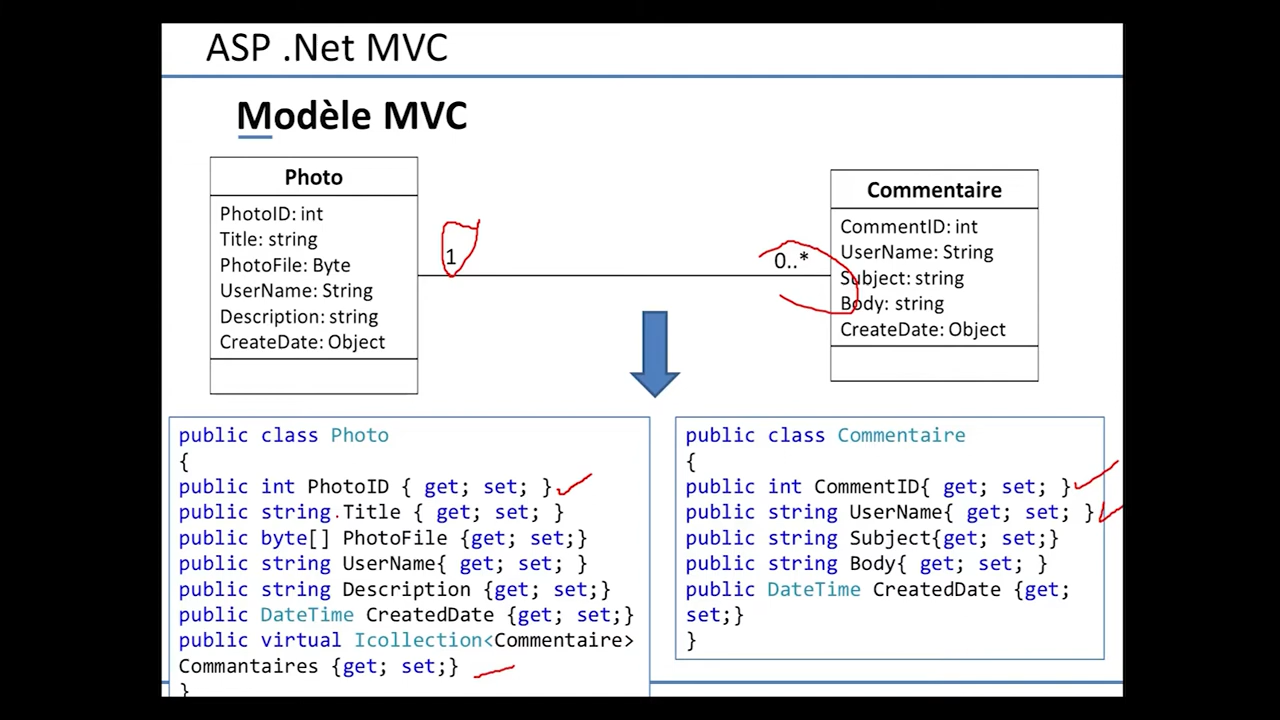 ASP .Net MVC
Modèle MVC
Photo
PhotoID: int
Title: string
PhotoFile: Byte
UserName: String
Description: string
CreateDate: Object
1
0..*
Commentaire
CommentID: int
UserName: String
Subject: string
Body: string
CreateDate: Object
public class Photo
{
public int PhotoID { get; set; }
public string Title { get; set; }
public byte[] PhotoFile {get; set;}
public string UserName{ get; set; }
public string Description {get; set;}
public DateTime CreatedDate {get; set;}
public virtual Icollection<Commentaire>
Commantaires {get; set;}
}
public class Commentaire
{
public int CommentID{ get; set; }
public string UserName{ get; set; }
public string Subject{get; set;}
public string Body{ get; set; }
public DateTime CreatedDate {get;
set;}
}